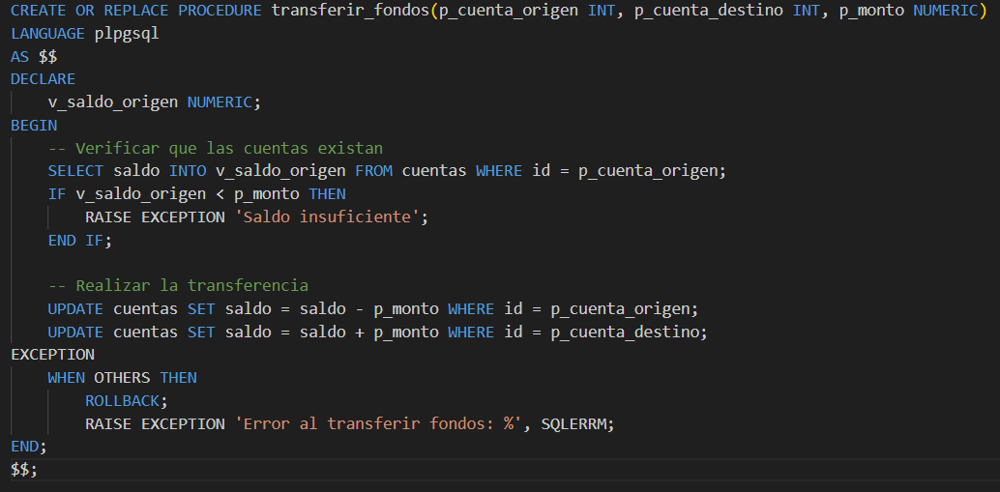 CREATE OR REPLACE PROCEDURE transferir_fondos(p_cuenta_origen INT, p_cuenta_destino INT, p_monto NUMERIC)
LANGUAGE plpgsql
AS $$
DECLARE
    v_saldo_origen NUMERIC;
BEGIN
    -- Verificar que las cuentas existan
    SELECT saldo INTO v_saldo_origen FROM cuentas WHERE id = p_cuenta_origen;
    IF v_saldo_origen < p_monto THEN
        RAISE EXCEPTION 'Saldo insuficiente';
    END IF;

    -- Realizar la transferencia
    UPDATE cuentas SET saldo = saldo - p_monto WHERE id = p_cuenta_origen;
    UPDATE cuentas SET saldo = saldo + p_monto WHERE id = p_cuenta_destino;
EXCEPTION
    WHEN OTHERS THEN
        ROLLBACK;
        RAISE EXCEPTION 'Error al transferir fondos: %', SQLERRM;
END;
$$;